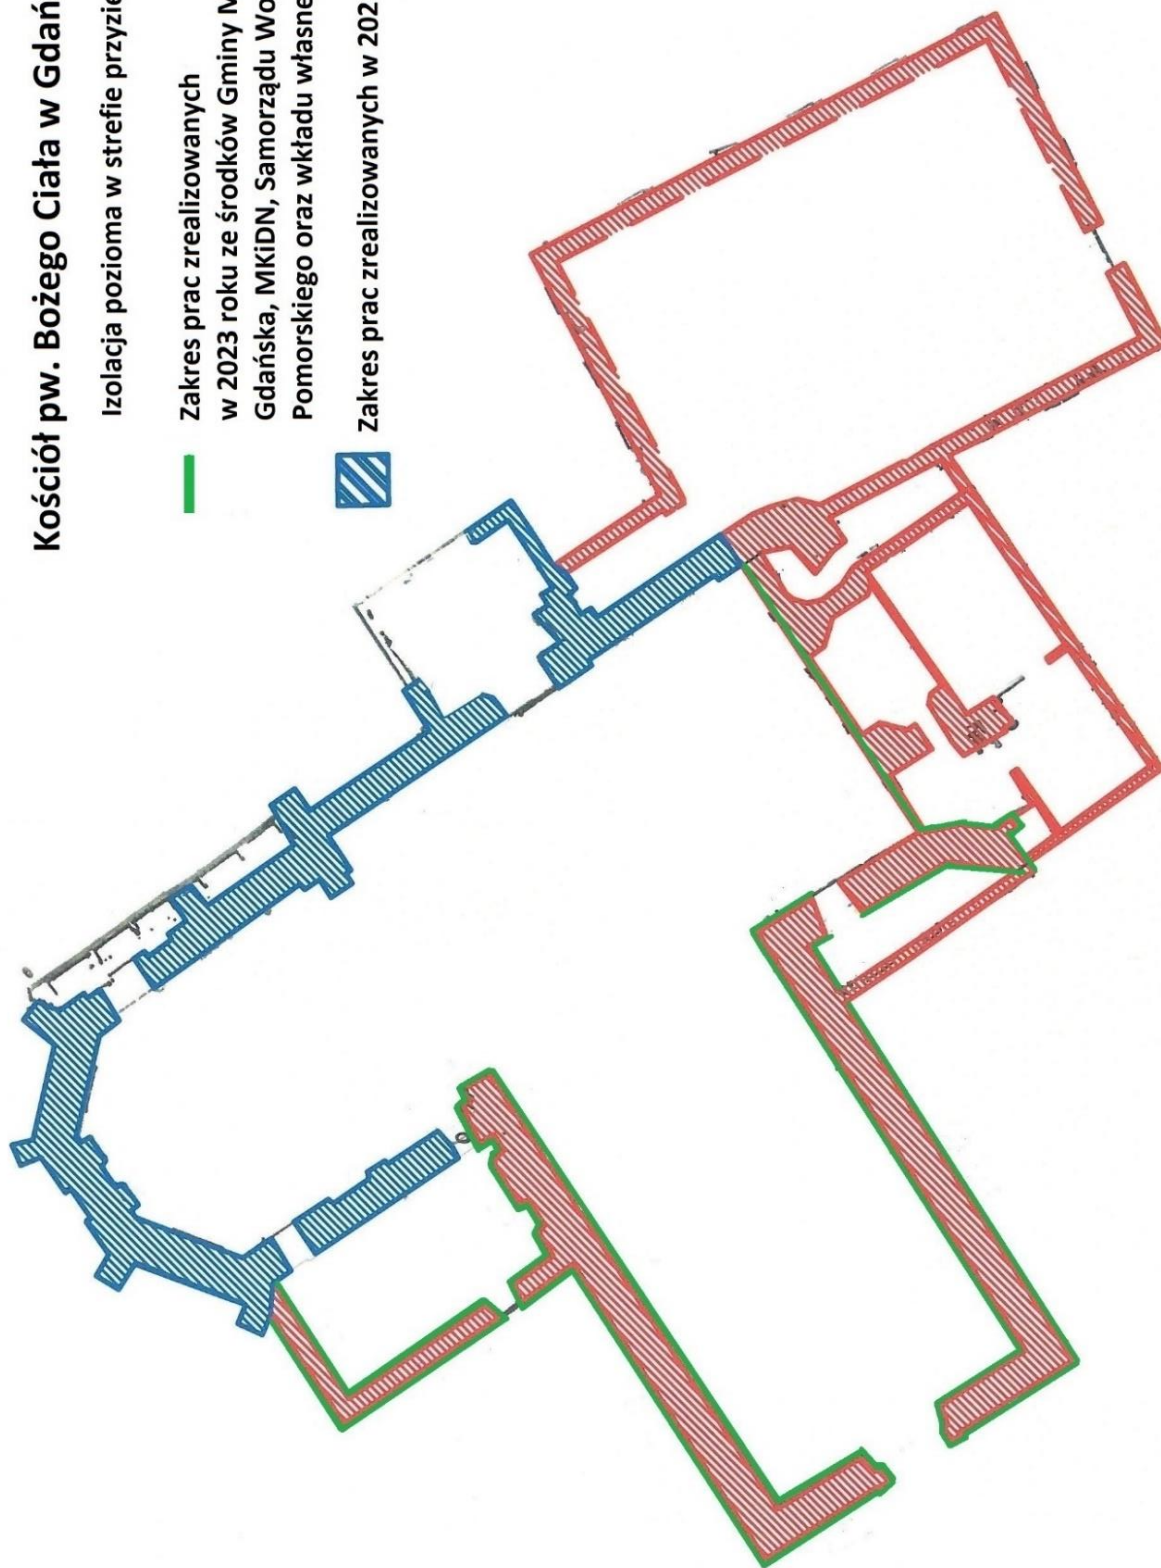 Kościół pw. Bożego Ciała w Gdań
Izolacja pozioma w strefie przyzie
Zakres prac zrealizowanych
w 2023 roku ze środków Gminy M
Gdańska, MKiDN, Samorządu Wo
Pomorskiego oraz wkładu własne
Zakres prac zrealizowanych w 202